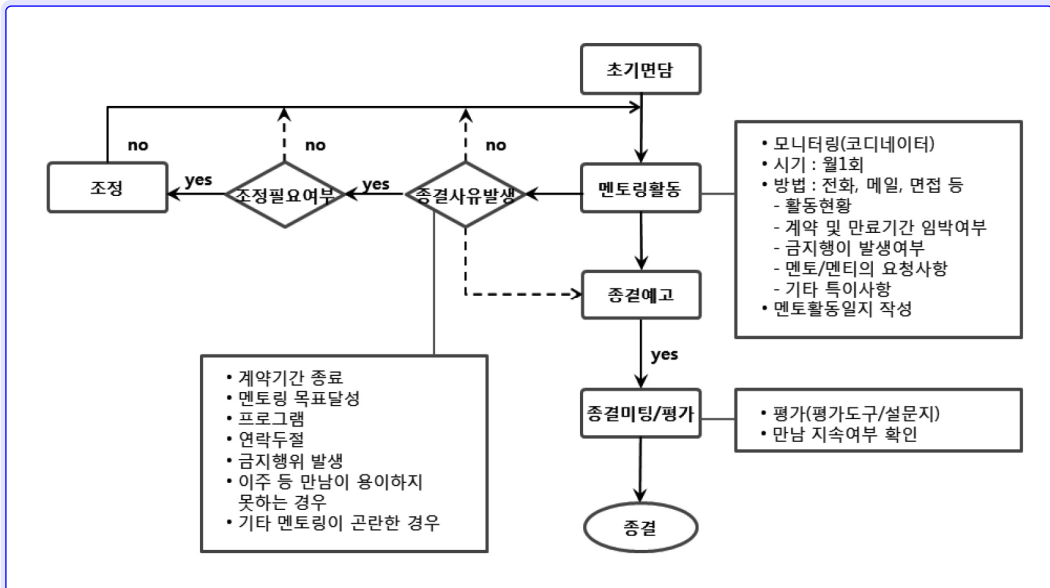 초기면담
no
no
no
조정
yes
조정필요여부
yes
종결사유발생
멘토링활동
• 모니터링(코디네이터)
• 시기 : 월1회
• 방법 : 전화, 메일, 면접 등
- 활동현황
- 계약 및 만료기간 임박여부
- 금지행이 발생여부
- 멘토/멘티의 요청사항
- 기타 특이사항
• 멘토활동일지 작성
종결예고
yes
• 계약기간 종료
• 멘토링 목표달성
• 프로그램
• 연락두절
• 금지행위 발생
• 이주 등 만남이 용이하지
못하는 경우
• 기타 멘토링이 곤란한 경우
종결미팅/평가
• 평가(평가도구/설문지)
• 만남 지속여부 확인
종결